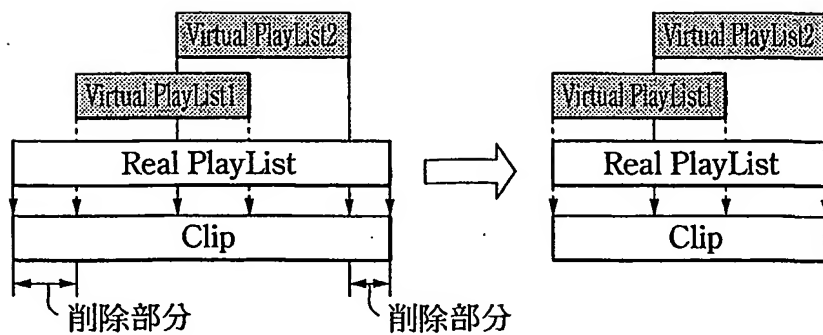 Virtual PlayList2
Virtual PlayList1
Real PlayList
Clip
削除部分
削除部分
Virtual PlayList2
Virtual PlayList1
Real PlayList
Clip